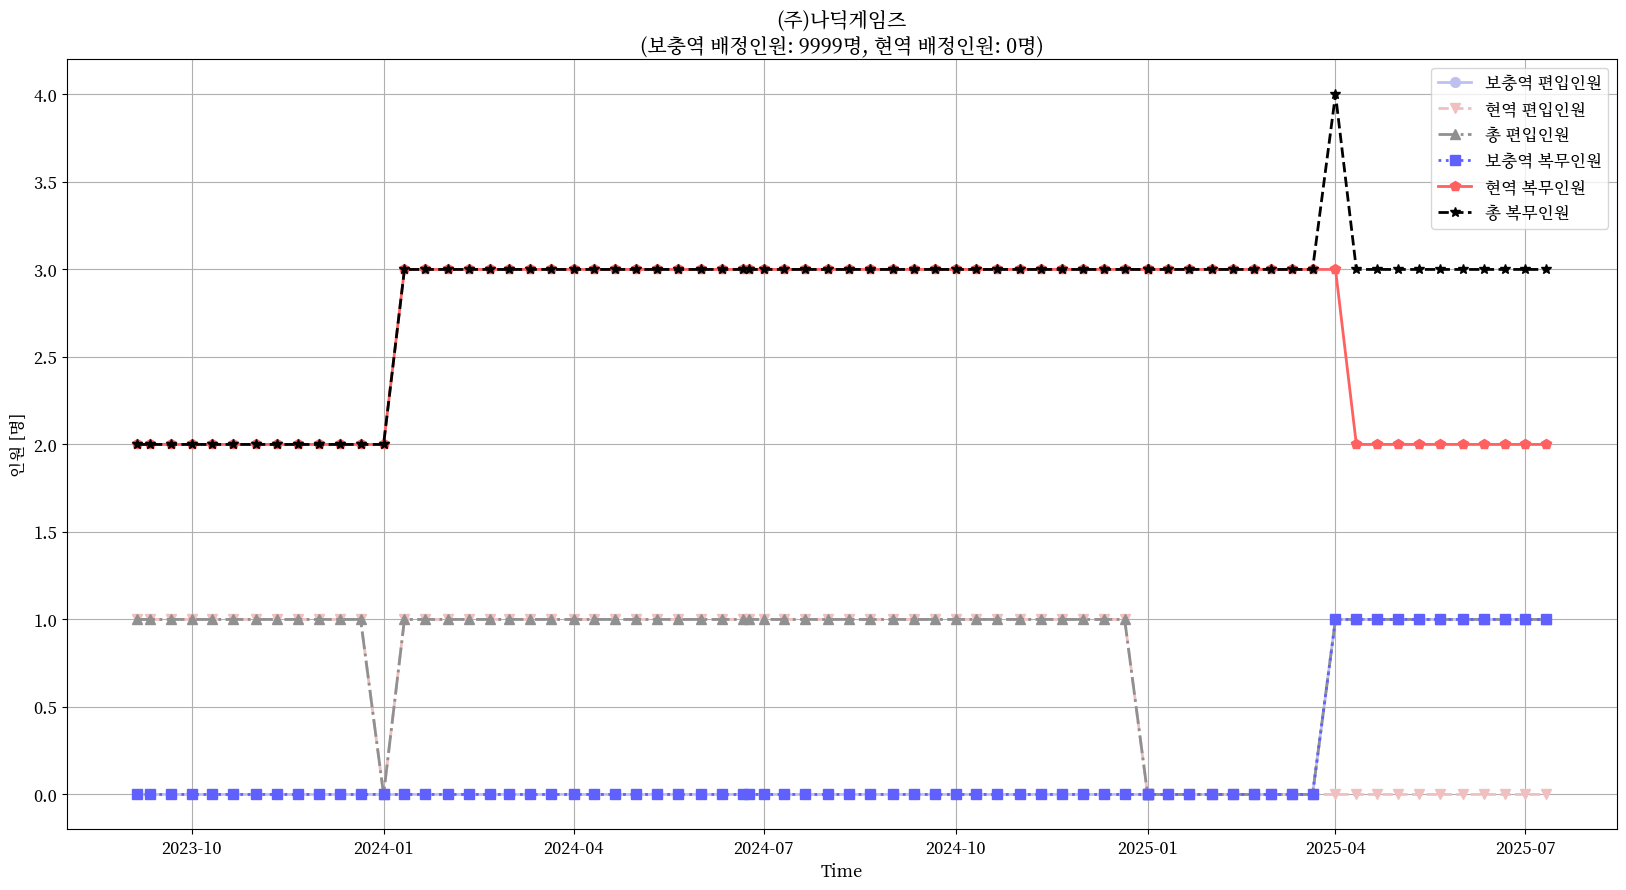 (주)나딕게임즈
(보충역 배정인원: 9999명, 현역 배정인원: 0명)
보충역 편입인원
현역 편입인원
총 편입인원
보충역 복무인원
현역 복무인원
총 복무인원
인원 [명]
4.0
3.5
3.0
2.5
2.0
1.5
1.0
0.5
0.0
2023-10
2024-01
2024-04
2024-07
2024-10
2025-01
2025-04
2025-07
Time